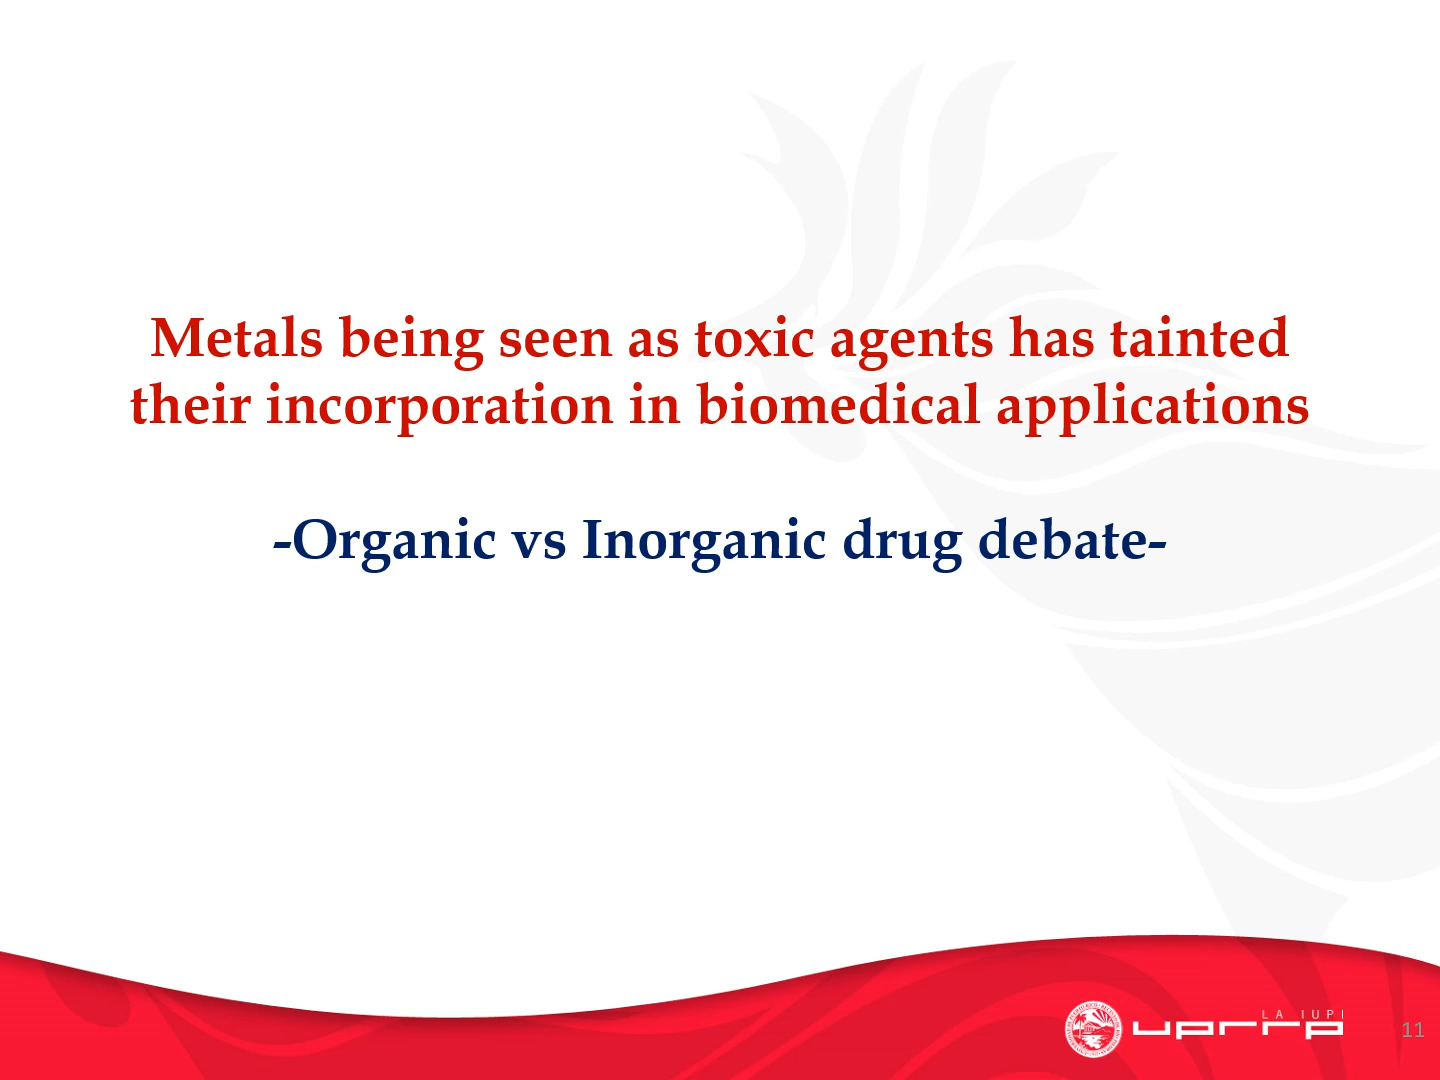 Metals being seen as toxic agents has tainted
their incorporation in biomedical applications
-Organic vs Inorganic drug debate-
LA IUPI
uprrp
11